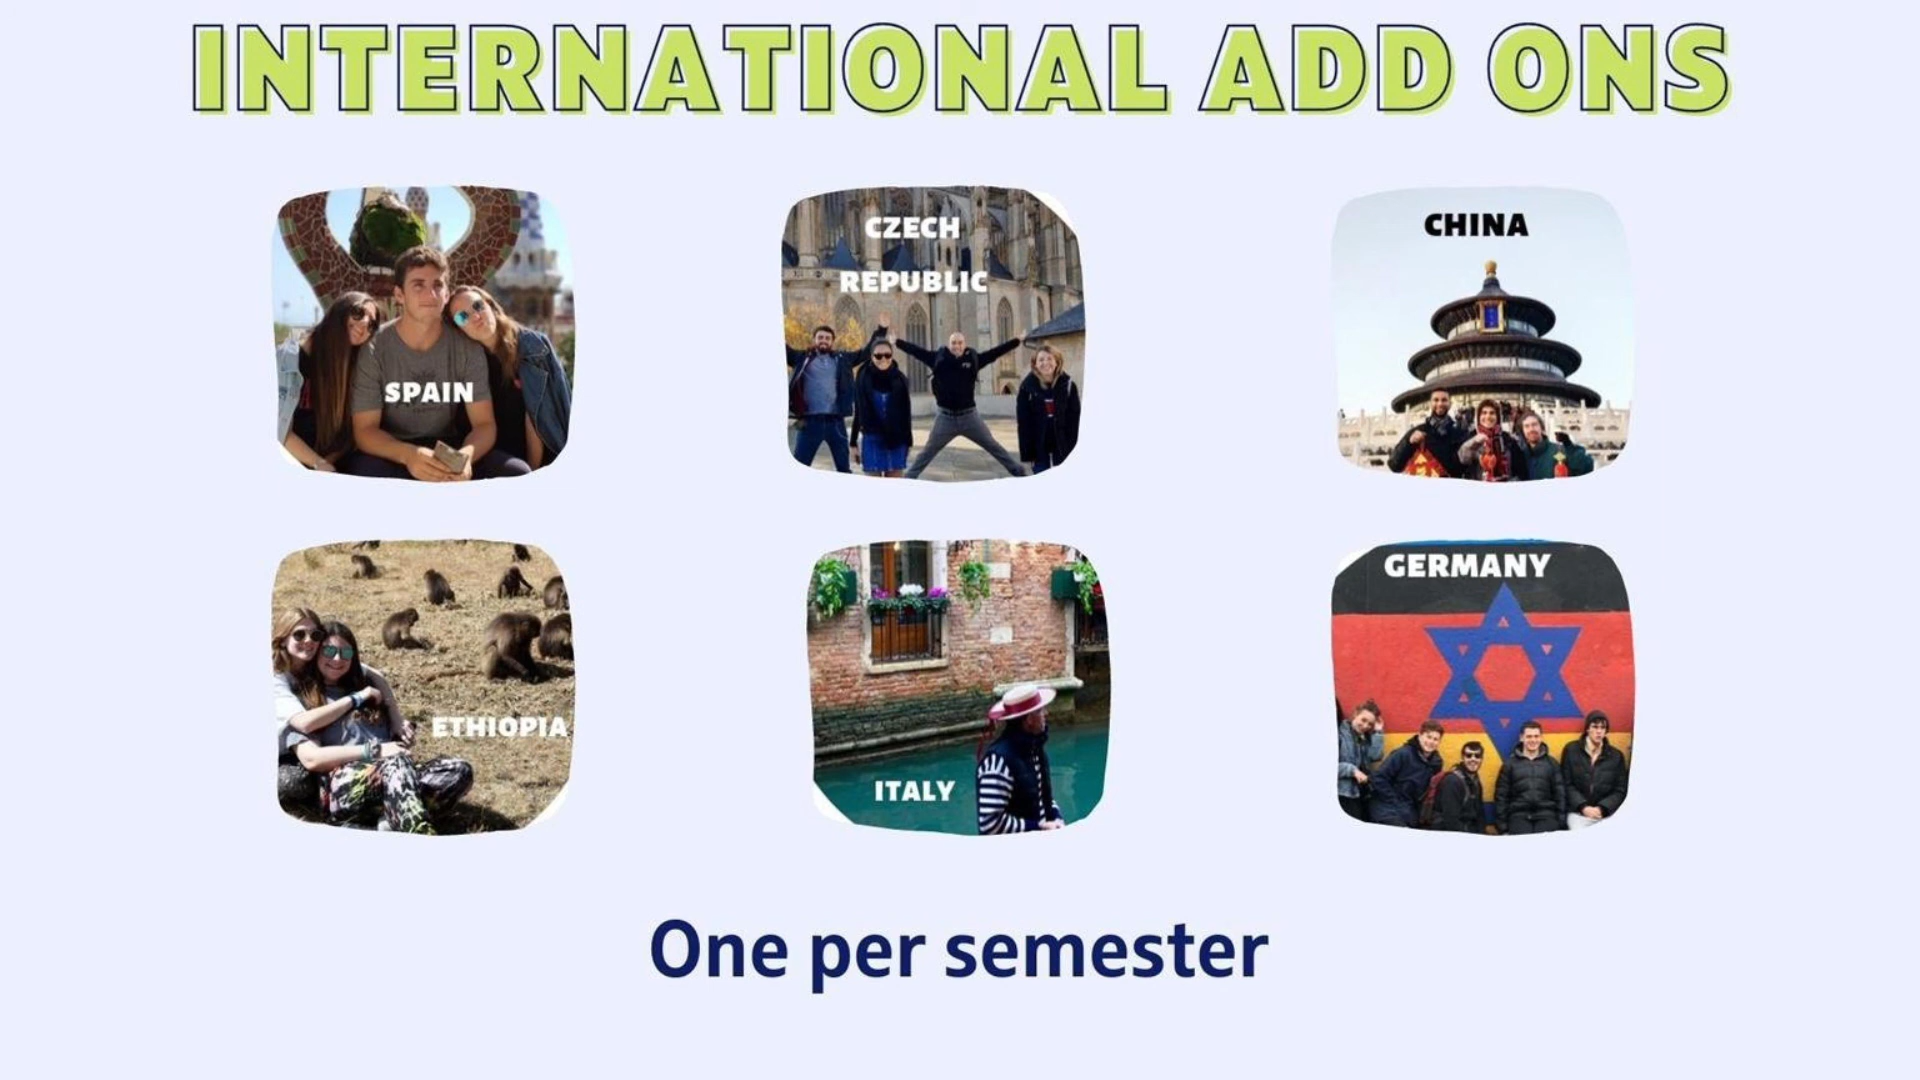 INTERNATIONAL ADD ONS
SPAIN
CZECH
REPUBLIC
CHINA
ETHIOPIA
ITALY
GERMANY
One per semester